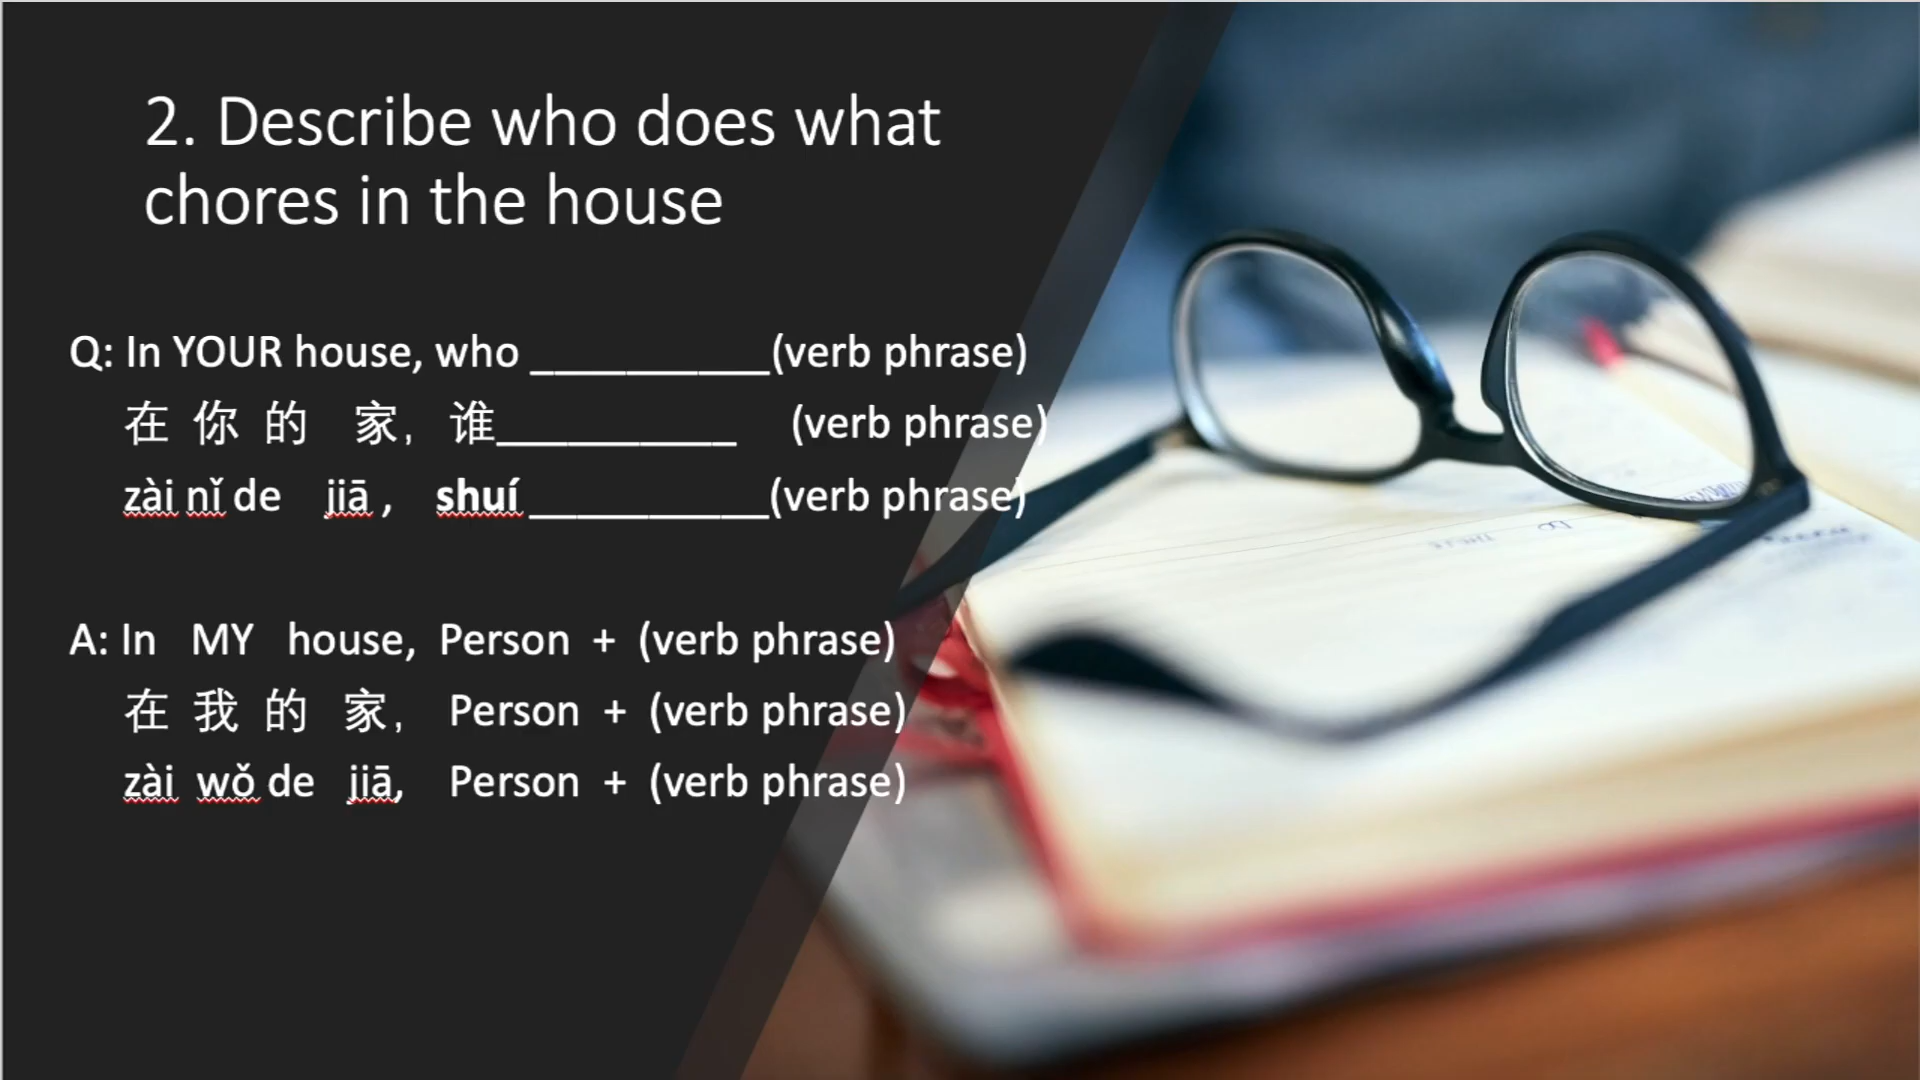 2. Describe who does what
chores in the house
Q: In YOUR house, who __________(verb phrase)
在 你 的 家, 谁__________ (verb phrase)
zài nǐ de jiā , shuí __________(verb phrase)
A: In MY house, Person + (verb phrase)
在 我 的 家, Person + (verb phrase)
zài wǒ de jiā, Person + (verb phrase)